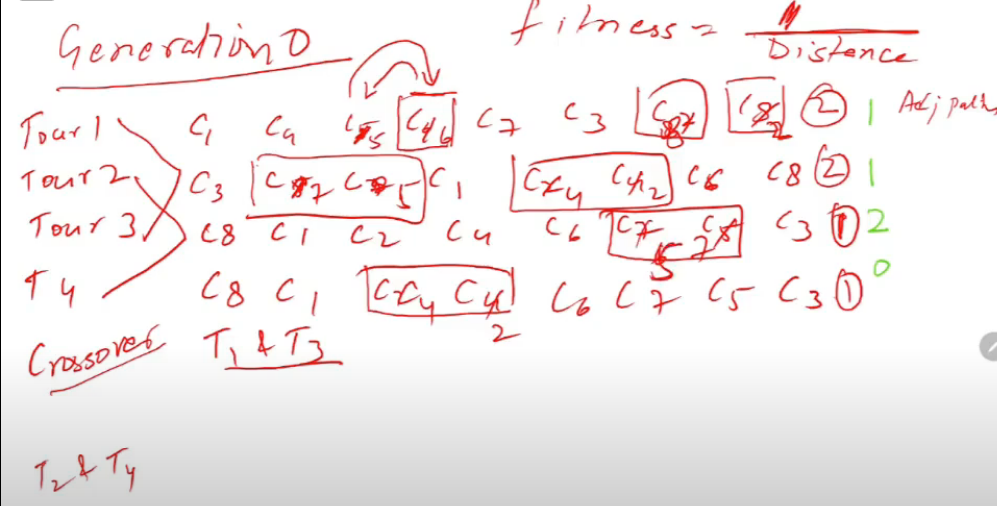 Generation 0
fitness = 1 / Distance
Tour 1 C1 C4 C5 C6 C7 C3 C8 C2 2 1 Adj paths
Tour 2 C3 C7 C5 C1 C4 C2 C6 C8 2 1
Tour 3 C8 C1 C2 C4 C6 C5 C7 C3 1 2
T4 C8 C1 C4 C2 C6 C7 C5 C3 1 0
Crossover T1 & T3
T2 & T4